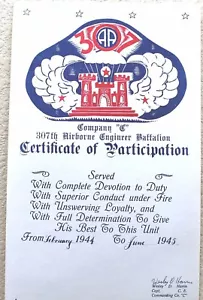 307
AA
Company "C"
307th Airborne Engineer Battalion
Certificate of Participation
Served
With Complete Devotion to Duty
With Superior Conduct under Fire
With Unswerving Loyalty, and
With Full Determination To Give
His Best To This Unit
From February 1944 To June 1945
Wesley D.
Capt. C. E.
Commanding Co. "C"